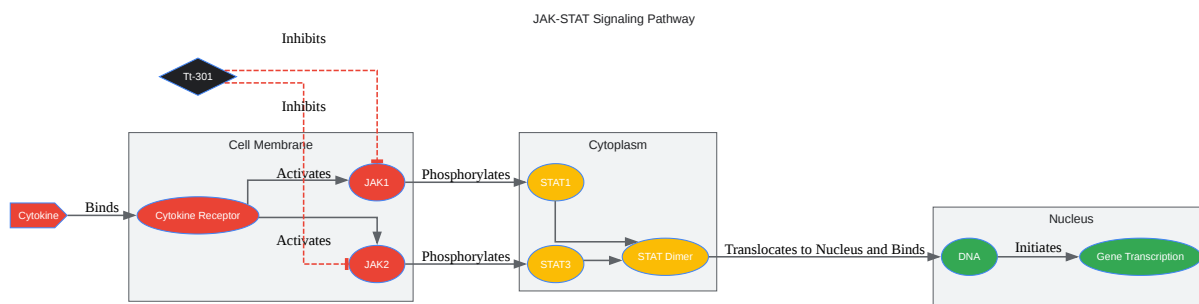 JAK-STAT Signaling Pathway
Inhibits
Tt-301
Inhibits
Cell Membrane
Cytoplasm
Activates
JAK1
Phosphorylates
STAT1
Cytokine
Binds
Cytokine Receptor
Nucleus
Activates
JAK2
Phosphorylates
STAT3
STAT Dimer
Translocates to Nucleus and Binds
DNA
Initiates
Gene Transcription